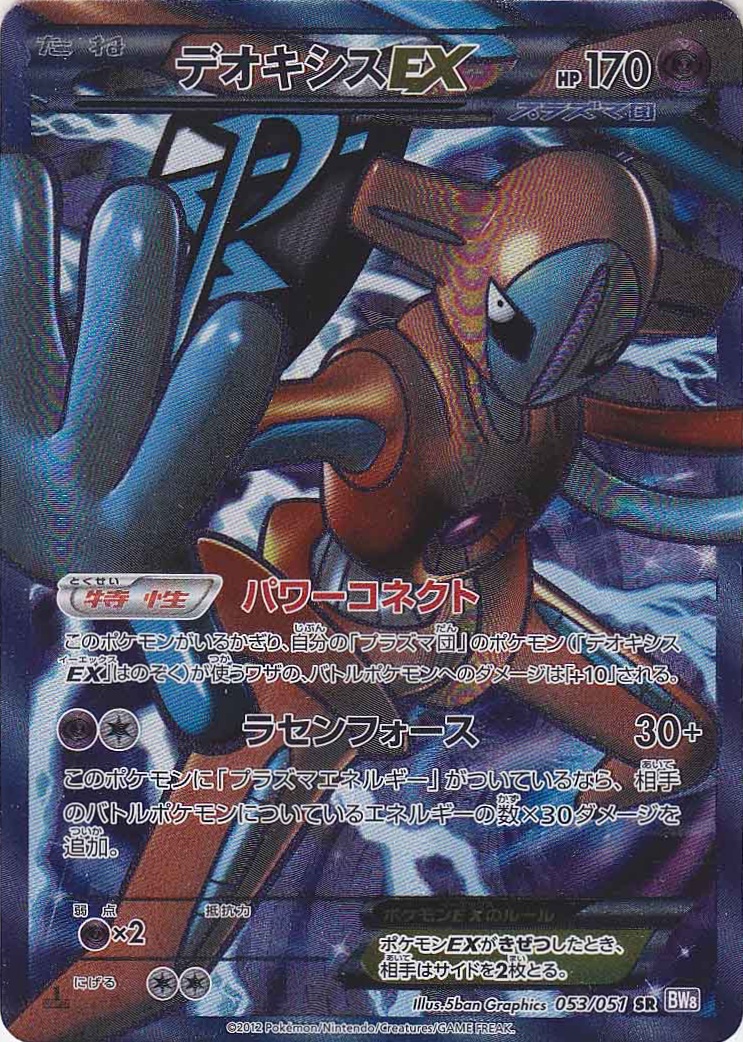 たね
デオキシスEX
HP170
プラズマ団
とくせい
特性
パワーコネクト
このポケモンがいるかぎり、自分の「プラズマ団」のポケモン(「デオキシス
EX」はのぞく)が使うワザの、バトルポケモンへのダメージは「+10」される。
ラセンフォース 30+
このポケモンに「プラズマエネルギー」がついているなら、相手
のバトルポケモンについているエネルギーの数×30ダメージを
追加。
弱点 抵抗力
×2
にげる
ポケモンEXのルール
ポケモンEXがきぜつしたとき、
相手はサイドを2枚とる。
Illus.5ban Graphics 053/051 SR BW8
©2012 Pokémon/Nintendo/Creatures/GAME FREAK.